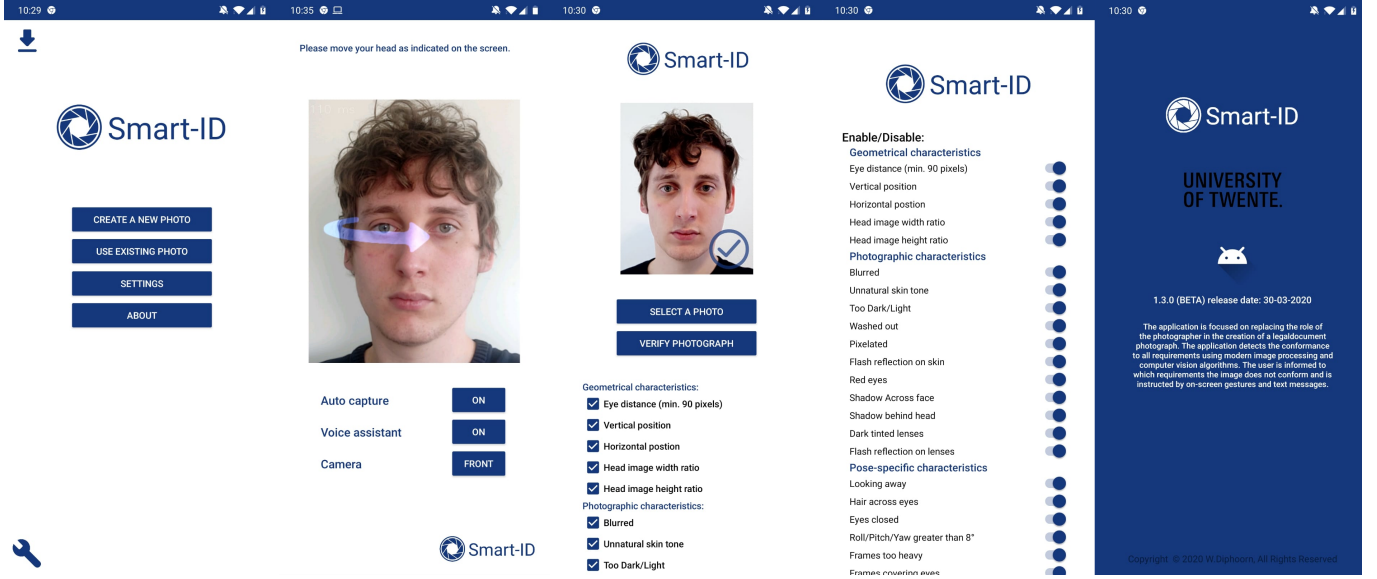 10:29
Smart-ID
CREATE A NEW PHOTO
USE EXISTING PHOTO
SETTINGS
ABOUT
10:35
Please move your head as indicated on the screen.
Auto capture
ON
Voice assistant
ON
Camera
FRONT
Smart-ID
10:30
Smart-ID
SELECT A PHOTO
VERIFY PHOTOGRAPH
Geometrical characteristics:
Eye distance (min. 90 pixels)
Vertical position
Horizontal postion
Head image width ratio
Head image height ratio
Photographic characteristics:
Blurred
Unnatural skin tone
Too Dark/Light
10:30
Smart-ID
Enable/Disable:
Geometrical characteristics
Eye distance (min. 90 pixels)
Vertical position
Horizontal postion
Head image width ratio
Head image height ratio
Photographic characteristics
Blurred
Unnatural skin tone
Too Dark/Light
Washed out
Pixelated
Flash reflection on skin
Red eyes
Shadow Across face
Shadow behind head
Dark tinted lenses
Flash reflection on lenses
Pose-specific characteristics
Looking away
Hair across eyes
Eyes closed
Roll/Pitch/Yaw greater than 8°
Frames too heavy
Frames covering eyes
10:30
Smart-ID
UNIVERSITY
OF TWENTE.
1.3.0 (BETA) release date: 30-03-2020
The application is focused on replacing the role of
the photographer in the creation of a legaldocument
photograph. The application detects the conformance
to all requirements using modern image processing and
computer vision algorithms. The user is informed to
which requirements the image does not conform and is
instructed by on-screen gestures and text messages.
Copyright © 2020 W.Diphoorn, All Rights Reserved